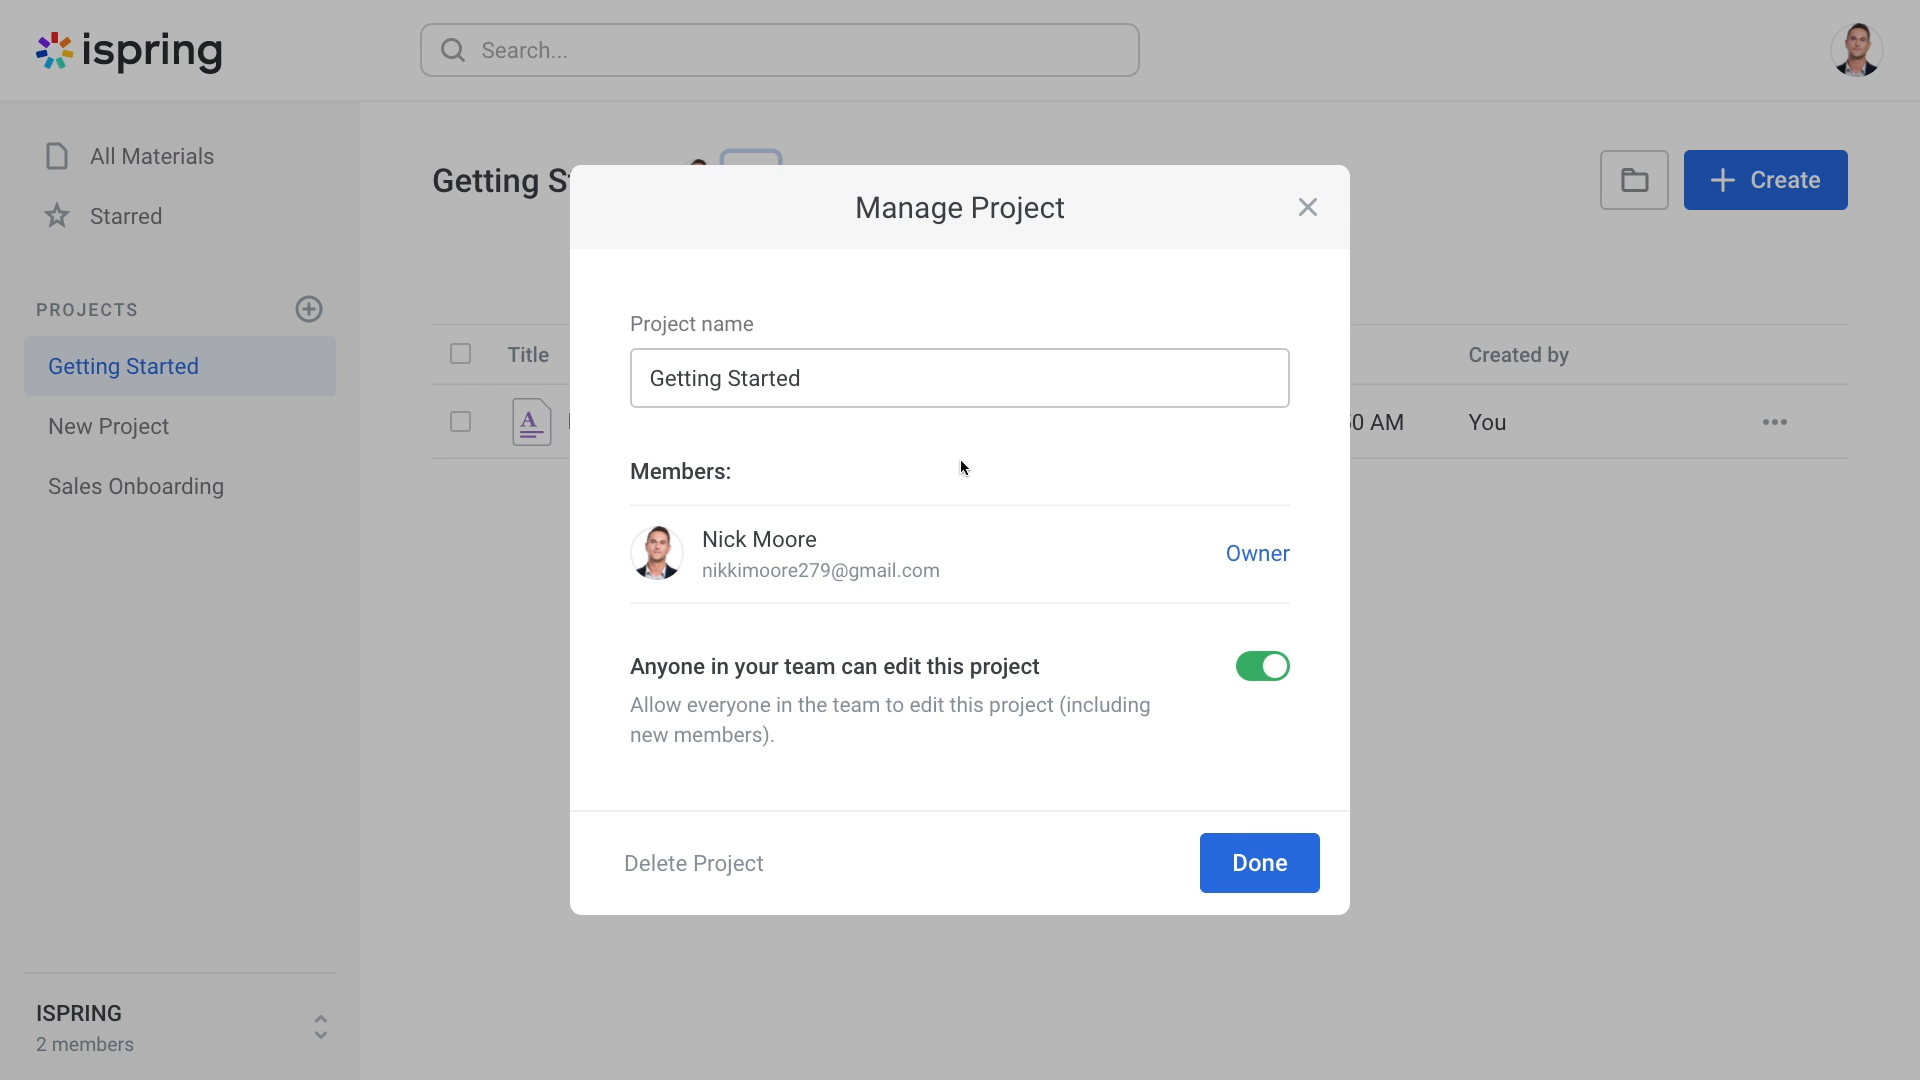 ispring
Search...
All Materials
Starred
PROJECTS
Getting Started
New Project
Sales Onboarding
ISPRING
2 members
Getting
Create
Title
Created by
A
AM
You
Manage Project
Project name
Getting Started
Members:
Nick Moore
nikkimoore279@gmail.com
Owner
Anyone in your team can edit this project
Allow everyone in the team to edit this project (including
new members).
Delete Project
Done